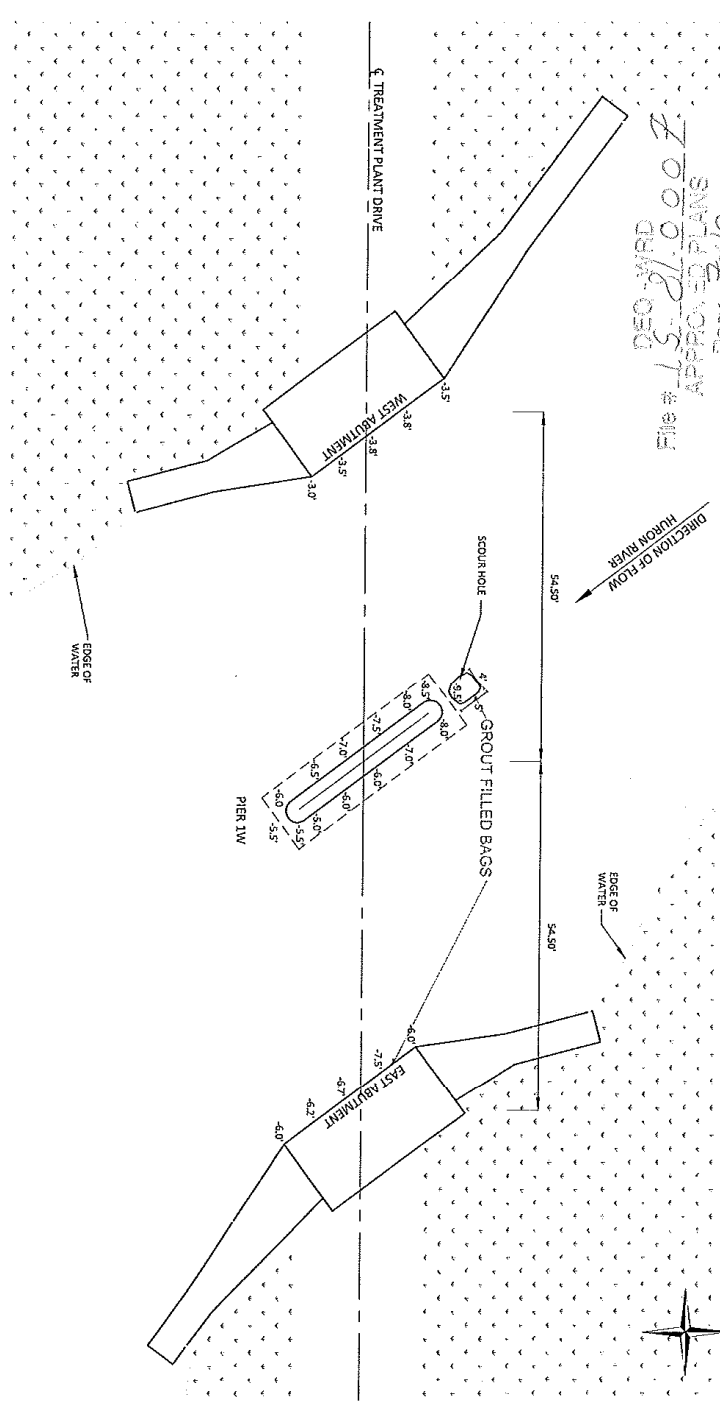 DEQ-WRD
File # 15-81-0007
APPROVED PLANS
DIRECTION OF FLOW
HURON RIVER
℄ TREATMENT PLANT DRIVE
54.50'
54.50'
WEST ABUTMENT
-3.5'
-3.8'
-3.8'
-3.5'
-3.0'
EDGE OF
WATER
SCOUR HOLE
4'
5'
-9.5'
GROUT FILLED BAGS
-8.5'
-8.0'
-7.5'
-7.0'
-6.5'
-6.0
-5.5'
-8.0'
-7.0'
-6.0'
-6.0'
-5.0'
-5.5'
PIER 1W
EDGE OF
WATER
-6.0'
-7.5'
EAST ABUTMENT
-6.7'
-6.2'
-6.0'